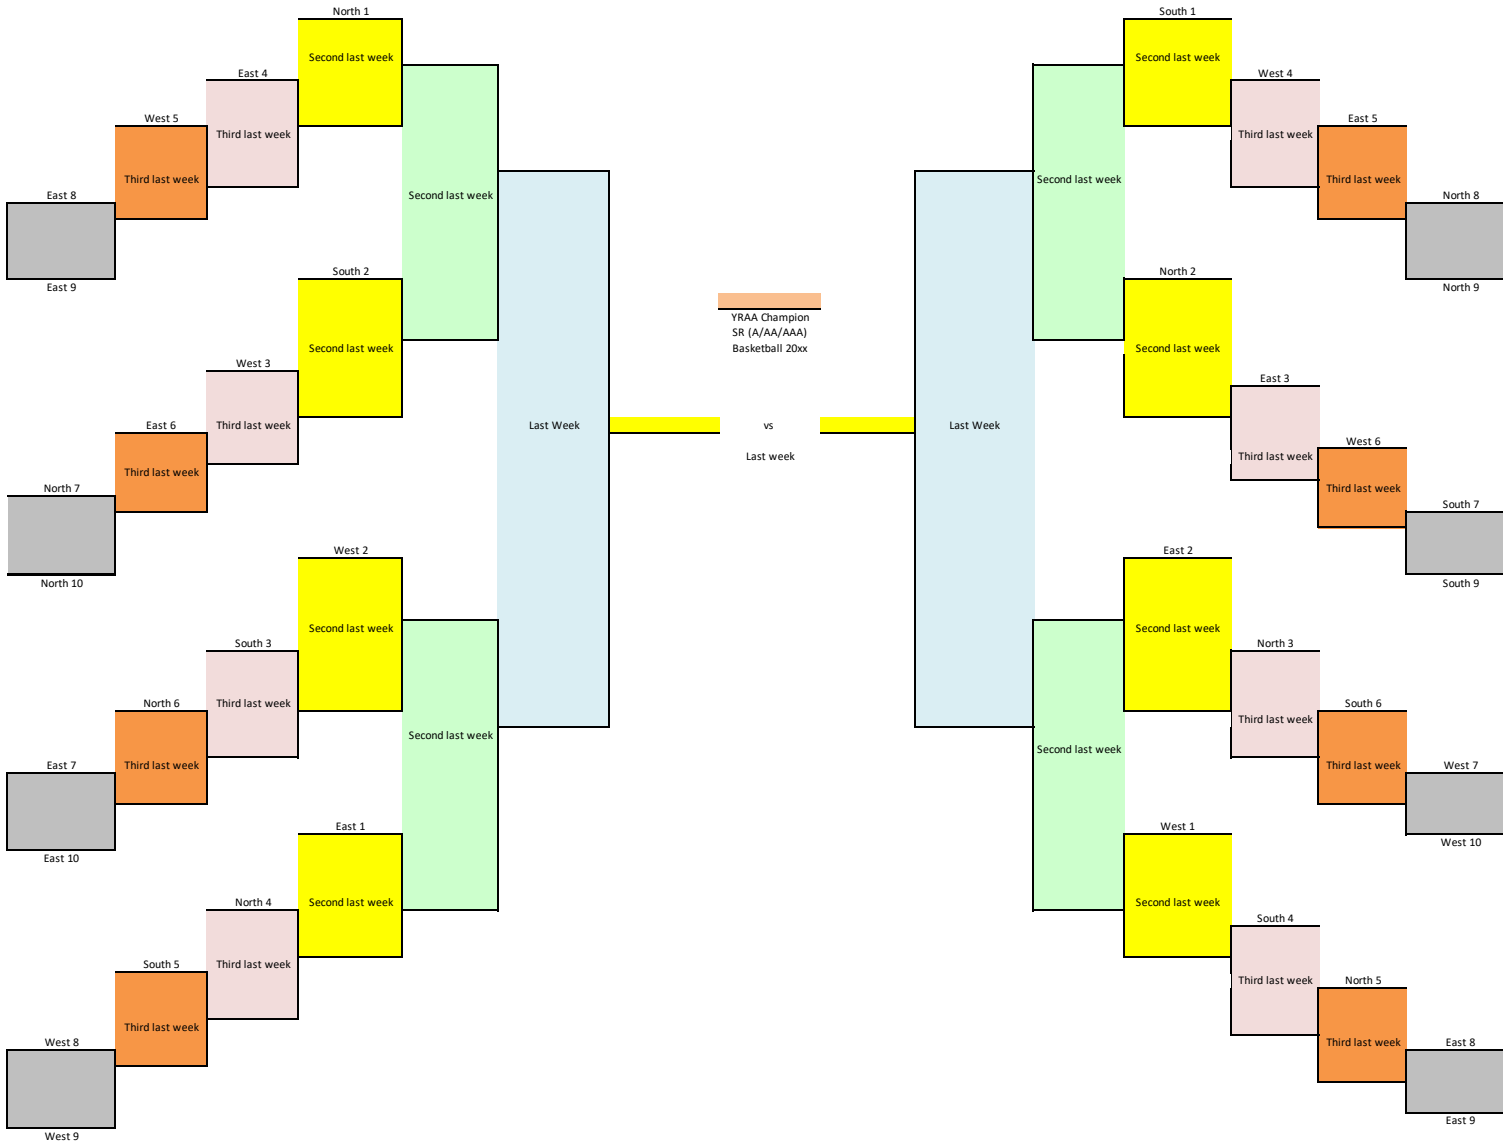 North 1
South 1
Second last week
Second last week
East 4
West 4
West 5
East 5
Third last week
Third last week
Third last week
Second last week
Second last week
Third last week
East 8
North 8
South 2
North 2
East 9
North 9
YRAA Champion
SR (A/AA/AAA)
Basketball 20xx
Second last week
Second last week
West 3
East 3
East 6
Third last week
Last Week
vs
Last Week
West 6
Third last week
Last week
Third last week
Third last week
North 7
Third last week
South 7
West 2
East 2
North 10
South 9
Second last week
Second last week
South 3
North 3
North 6
Third last week
South 6
Third last week
Second last week
Second last week
Third last week
Third last week
East 7
West 7
East 1
West 1
East 10
West 10
Second last week
Second last week
North 4
South 4
South 5
Third last week
Third last week
North 5
Third last week
Third last week
West 8
East 8
West 9
East 9